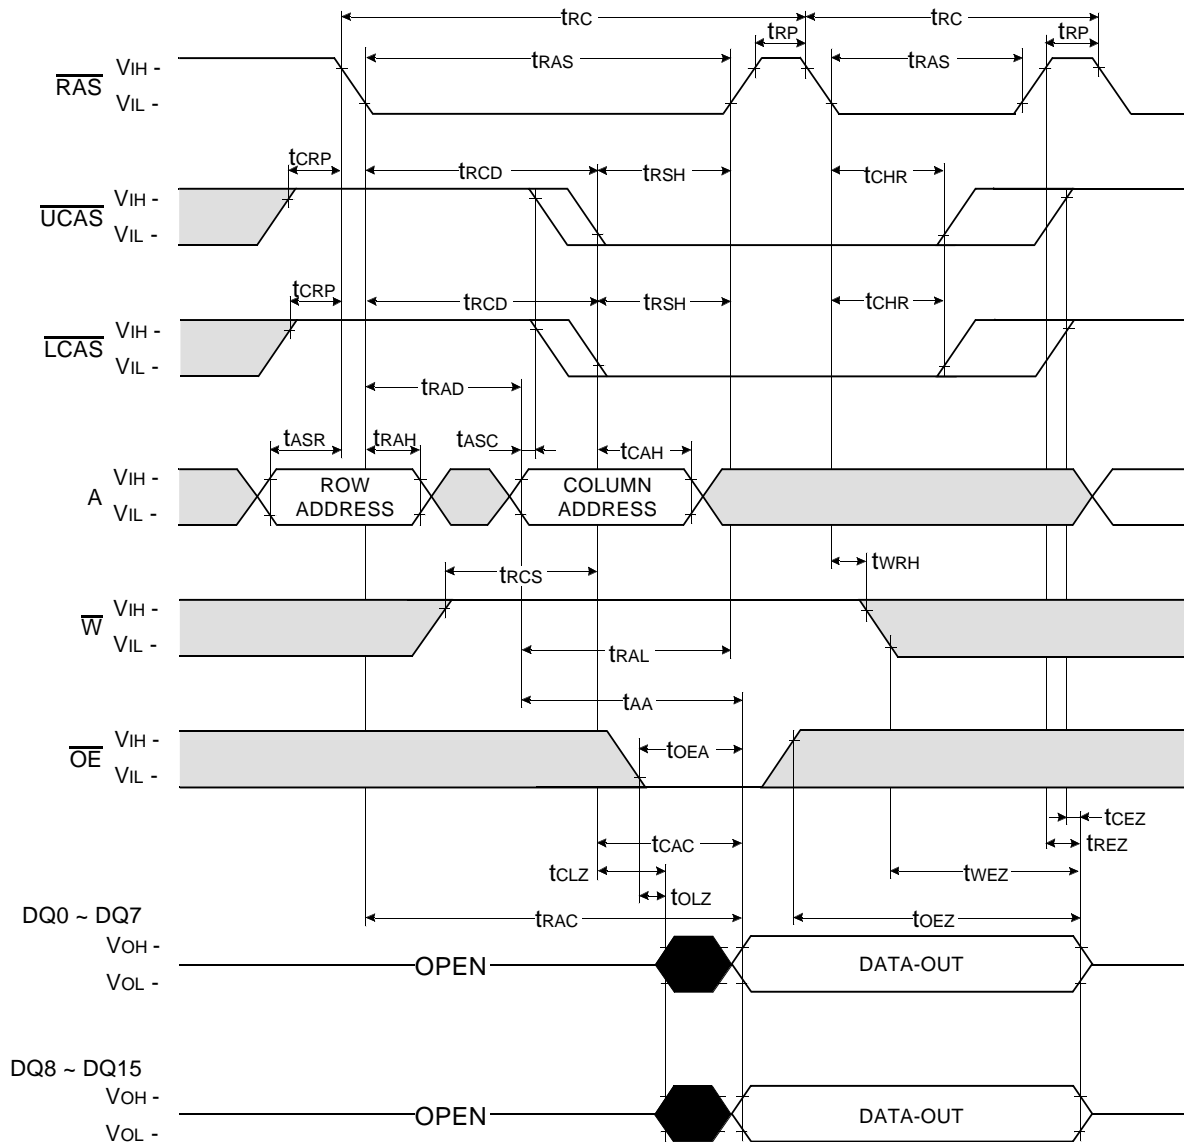 tRC tRC
tRP tRP
tRAS tRAS
RAS VIH -
VIL -
tCRP tRCD tRSH tCHR
UCAS VIH -
VIL -
tCRP tRCD tRSH tCHR
LCAS VIH -
VIL -
tRAD
tASR tRAH tASC tCAH
A VIH -
VIL -
ROW
ADDRESS
COLUMN
ADDRESS
tRCS tWRH
W VIH -
VIL -
tRAL
tAA
OE VIH -
VIL -
tOEA
tCEZ
tCAC tREZ
tCLZ tWEZ
tOLZ
tRAC tOEZ
DQ0 ~ DQ7
VOH -
VOL -
OPEN DATA-OUT
DQ8 ~ DQ15
VOH -
VOL -
OPEN DATA-OUT